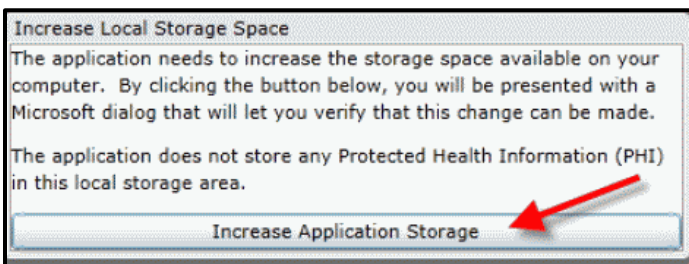 Increase Local Storage Space
The application needs to increase the storage space available on your
computer.  By clicking the button below, you will be presented with a
Microsoft dialog that will let you verify that this change can be made.
The application does not store any Protected Health Information (PHI)
in this local storage area.
Increase Application Storage